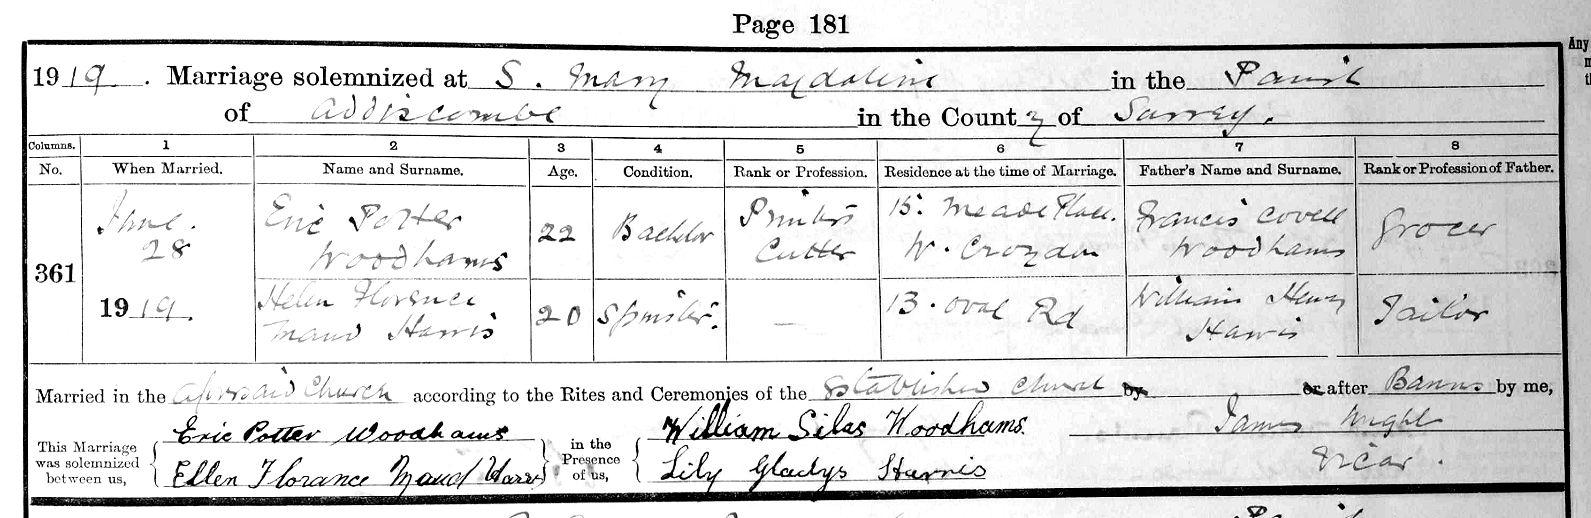 Page 181
1919. Marriage solemnized at S. Mary Magdalene in the Parish
of Addiscombe in the County of Surrey.
Columns. 1 2 3 4 5 6 7 8
No. When Married. Name and Surname. Age. Condition. Rank or Profession. Residence at the time of Marriage. Father's Name and Surname. Rank or Profession of Father.
361
June.
28
1919.
Eric Potter
Woodhams
22
Bachelor
Printer's
Cutter
15. Meade Place.
W. Croydon
Francis Covell
Woodhams
Grocer
Helen Florence
Maud Harris
20
Spinster.
—
13. Oval Rd
William Henry
Harris
Tailor
Married in the aforesaid Church according to the Rites and Ceremonies of the Established Church by or after Banns by me,
This Marriage was solemnized between us,
Eric Potter Woodhams
Ellen Florance Maud Harris
in the Presence of us,
William Silas Woodhams.
Lily Gladys Harris
James
Vicar.
Any